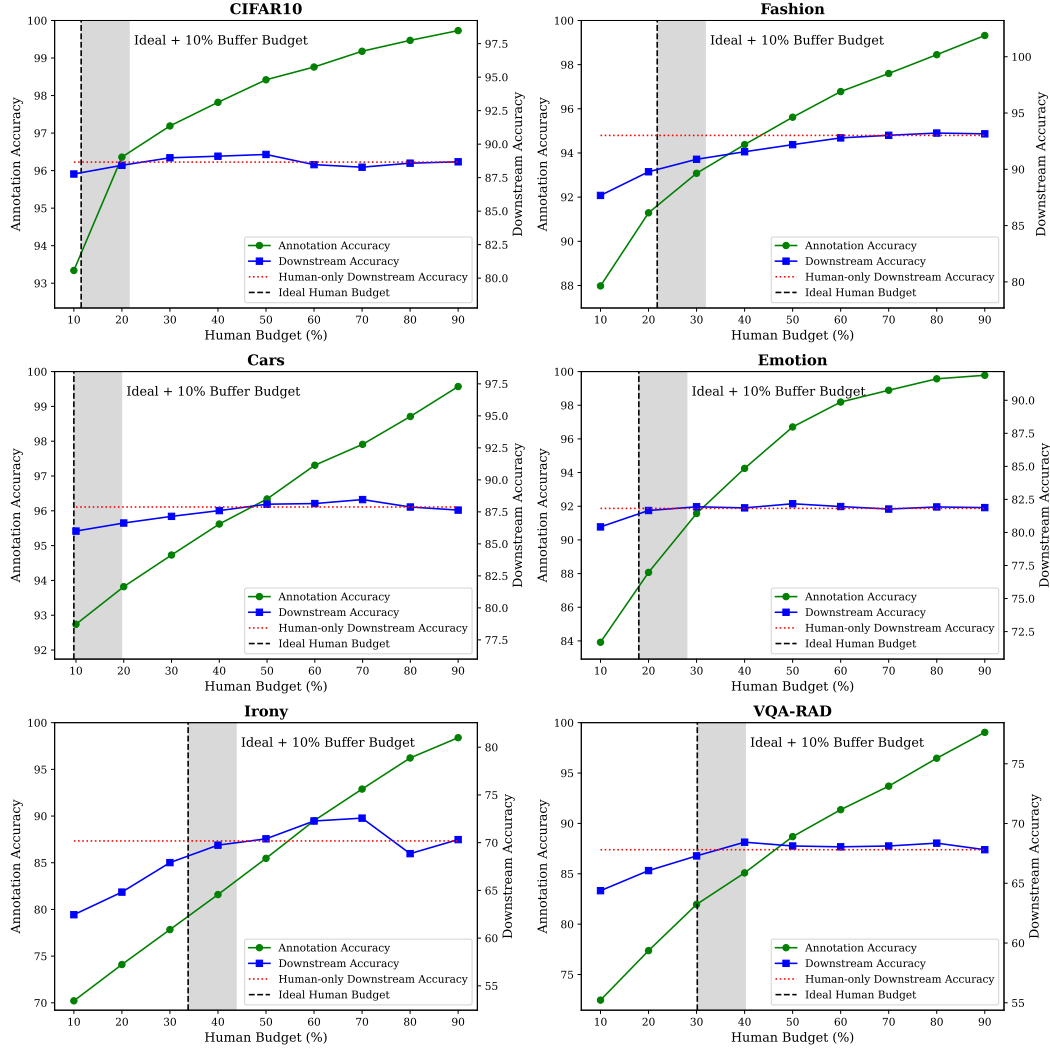 CIFAR10
Ideal + 10% Buffer Budget
100
99
98
97
96
95
94
93
97.5
95.0
92.5
90.0
87.5
85.0
82.5
80.0
Annotation Accuracy
Downstream Accuracy
Annotation Accuracy
Downstream Accuracy
Human-only Downstream Accuracy
Ideal Human Budget
10 20 30 40 50 60 70 80 90
Human Budget (%)
Fashion
Ideal + 10% Buffer Budget
100
98
96
94
92
90
88
100
95
90
85
80
Annotation Accuracy
Downstream Accuracy
Annotation Accuracy
Downstream Accuracy
Human-only Downstream Accuracy
Ideal Human Budget
10 20 30 40 50 60 70 80 90
Human Budget (%)
Cars
Ideal + 10% Buffer Budget
100
99
98
97
96
95
94
93
92
97.5
95.0
92.5
90.0
87.5
85.0
82.5
80.0
77.5
Annotation Accuracy
Downstream Accuracy
Annotation Accuracy
Downstream Accuracy
Human-only Downstream Accuracy
Ideal Human Budget
10 20 30 40 50 60 70 80 90
Human Budget (%)
Emotion
Ideal + 10% Buffer Budget
100
98
96
94
92
90
88
86
84
90.0
87.5
85.0
82.5
80.0
77.5
75.0
72.5
Annotation Accuracy
Downstream Accuracy
Annotation Accuracy
Downstream Accuracy
Human-only Downstream Accuracy
Ideal Human Budget
10 20 30 40 50 60 70 80 90
Human Budget (%)
Irony
Ideal + 10% Buffer Budget
100
95
90
85
80
75
70
80
75
70
65
60
55
Annotation Accuracy
Downstream Accuracy
Annotation Accuracy
Downstream Accuracy
Human-only Downstream Accuracy
Ideal Human Budget
10 20 30 40 50 60 70 80 90
Human Budget (%)
VQA-RAD
Ideal + 10% Buffer Budget
100
95
90
85
80
75
75
70
65
60
55
Annotation Accuracy
Downstream Accuracy
Annotation Accuracy
Downstream Accuracy
Human-only Downstream Accuracy
Ideal Human Budget
10 20 30 40 50 60 70 80 90
Human Budget (%)